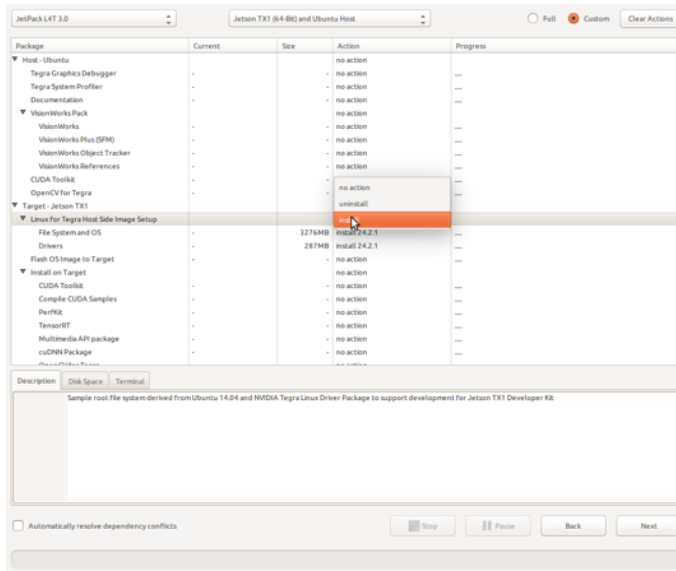 JetPack L4T 3.0 Jetson TX1 (64-Bit) and Ubuntu Host Full Custom Clear Actions
Package Current Size Action Progress
Host - Ubuntu no action
Tegra Graphics Debugger - - no action ...
Tegra System Profiler - - no action ...
Documentation - - no action ...
VisionWorks Pack no action
VisionWorks - - no action ...
VisionWorks Plus (SFM) - - no action ...
VisionWorks Object Tracker - - no action ...
VisionWorks References - - no action ...
CUDA Toolkit - -
no action
OpenCV for Tegra - -
uninstall
Target - Jetson TX1
Linux for Tegra Host Side Image Setup
File System and OS - 3276MB install 24.2.1 ...
Drivers - 287MB install 24.2.1 ...
Flash OS Image to Target - no action
Install on Target no action
CUDA Toolkit - - no action ...
Compile CUDA Samples - - no action ...
PerfKit - - no action ...
TensorRT - - no action ...
Multimedia API package - - no action ...
cuDNN Package - - no action ...
Description Disk Space Terminal
Sample root file system derived from Ubuntu 14.04 and NVIDIA Tegra Linux Driver Package to support development for Jetson TX1 Developer Kit
Automatically resolve dependency conflicts Stop Pause Back Next